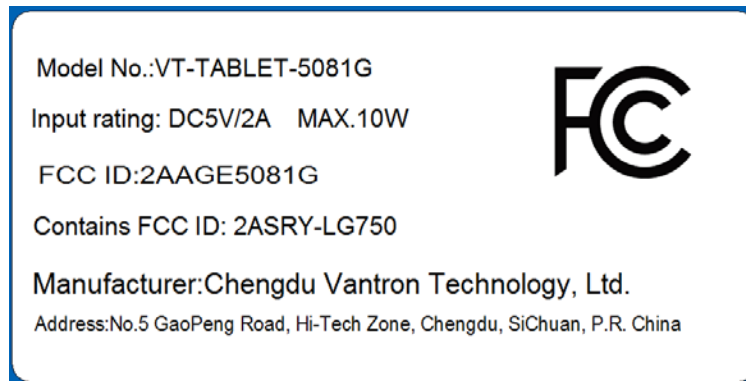 Model No.:VT-TABLET-5081G
Input rating: DC5V/2A MAX.10W
FCC ID:2AAGE5081G
Contains FCC ID: 2ASRY-LG750
Manufacturer:Chengdu Vantron Technology, Ltd.
Address:No.5 GaoPeng Road, Hi-Tech Zone, Chengdu, SiChuan, P.R. China
FCC